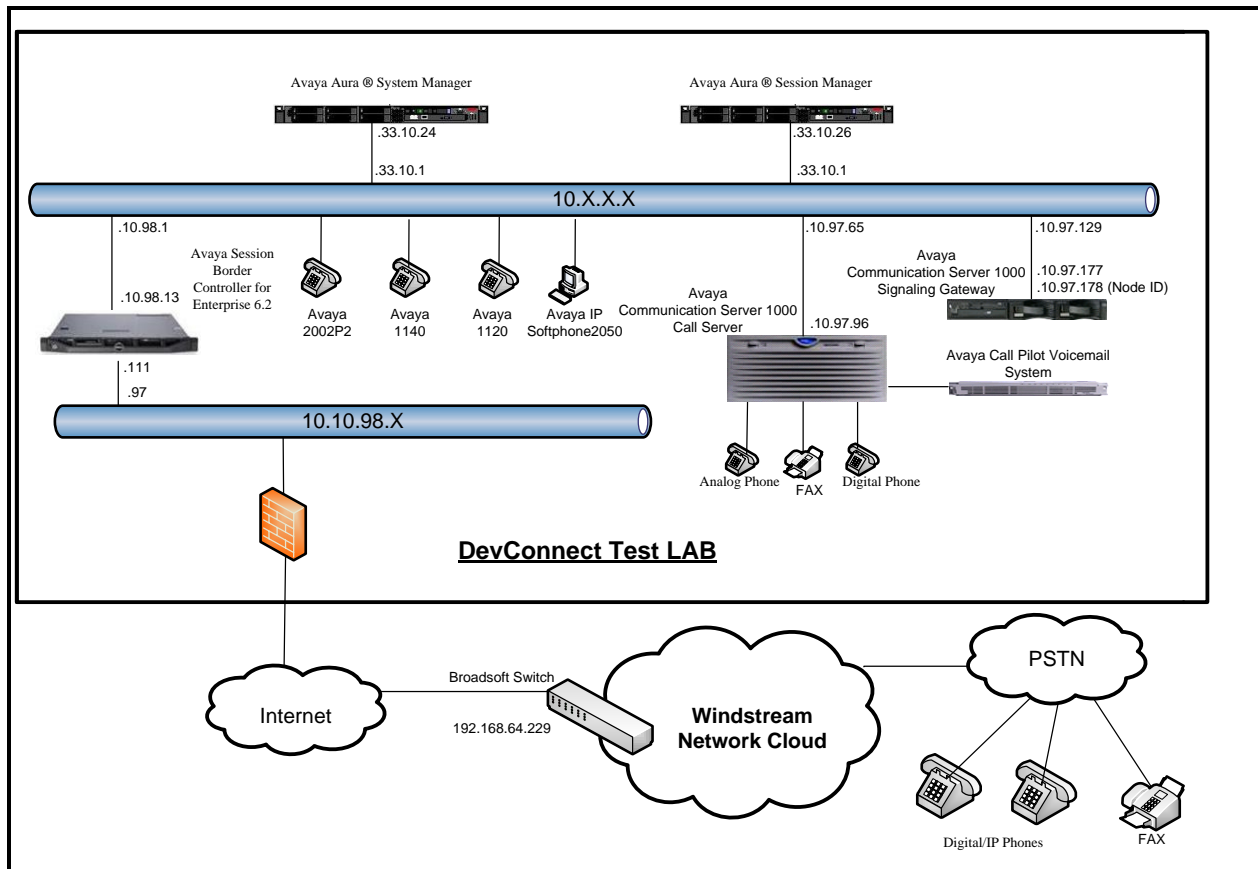 Avaya Aura ® System Manager
Avaya Aura ® Session Manager
.33.10.24
.33.10.26
.33.10.1
.33.10.1
10.X.X.X
.10.98.1
.10.97.65
.10.97.129
Avaya Session
Border
Controller for
Enterprise 6.2
.10.98.13
Avaya
2002P2
Avaya
1140
Avaya
1120
Avaya IP
Softphone2050
Avaya
Communication Server 1000
Call Server
.10.97.96
Avaya
Communication Server 1000
Signaling Gateway
.10.97.177
.10.97.178 (Node ID)
Avaya Call Pilot Voicemail
System
.111
.97
10.10.98.X
Analog Phone
FAX
Digital Phone
DevConnect Test LAB
Internet
Broadsoft Switch
192.168.64.229
Windstream
Network Cloud
PSTN
Digital/IP Phones
FAX